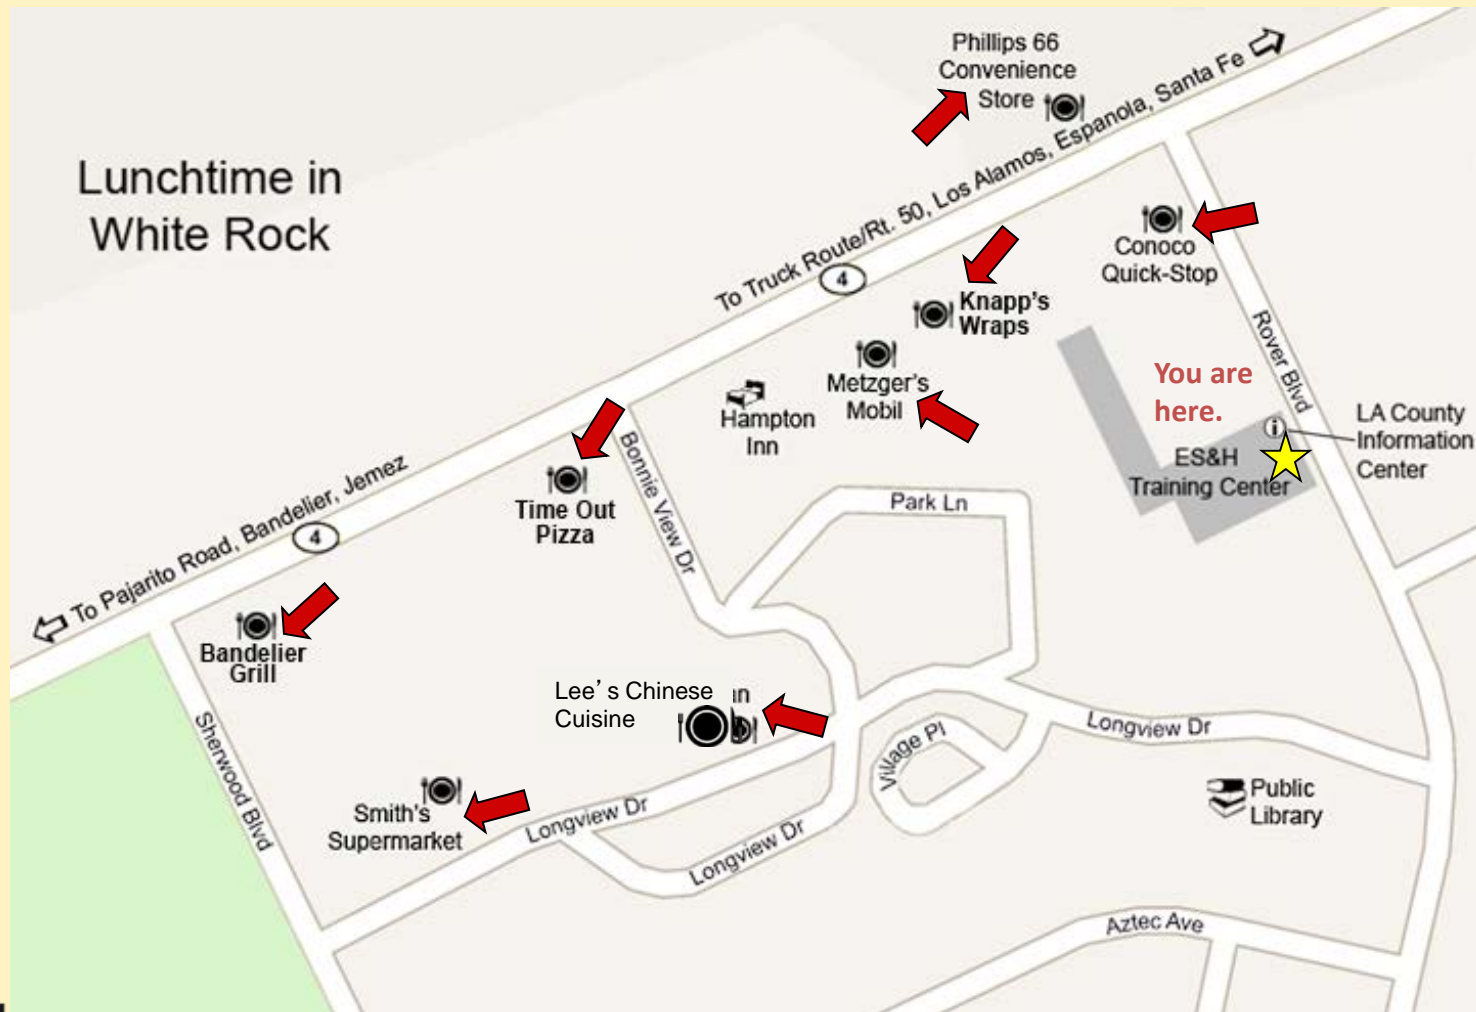 Lunchtime in
White Rock
Phillips 66
Convenience
Store
To Truck Route/Rt. 50, Los Alamos, Espanola, Santa Fe
4
Conoco
Quick-Stop
Knapp's
Wraps
Metzger's
Mobil
Hampton
Inn
Rover Blvd
You are
here.
LA County
Information
Center
i
ES&H
Training Center
Bonnie View Dr
Time Out
Pizza
Park Ln
To Pajarito Road, Bandelier, Jemez
4
Bandelier
Grill
Lee's Chinese
Cuisine
Sherwood Blvd
Village Pl
Longview Dr
Smith's
Supermarket
Longview Dr
Longview Dr
Public
Library
Aztec Ave